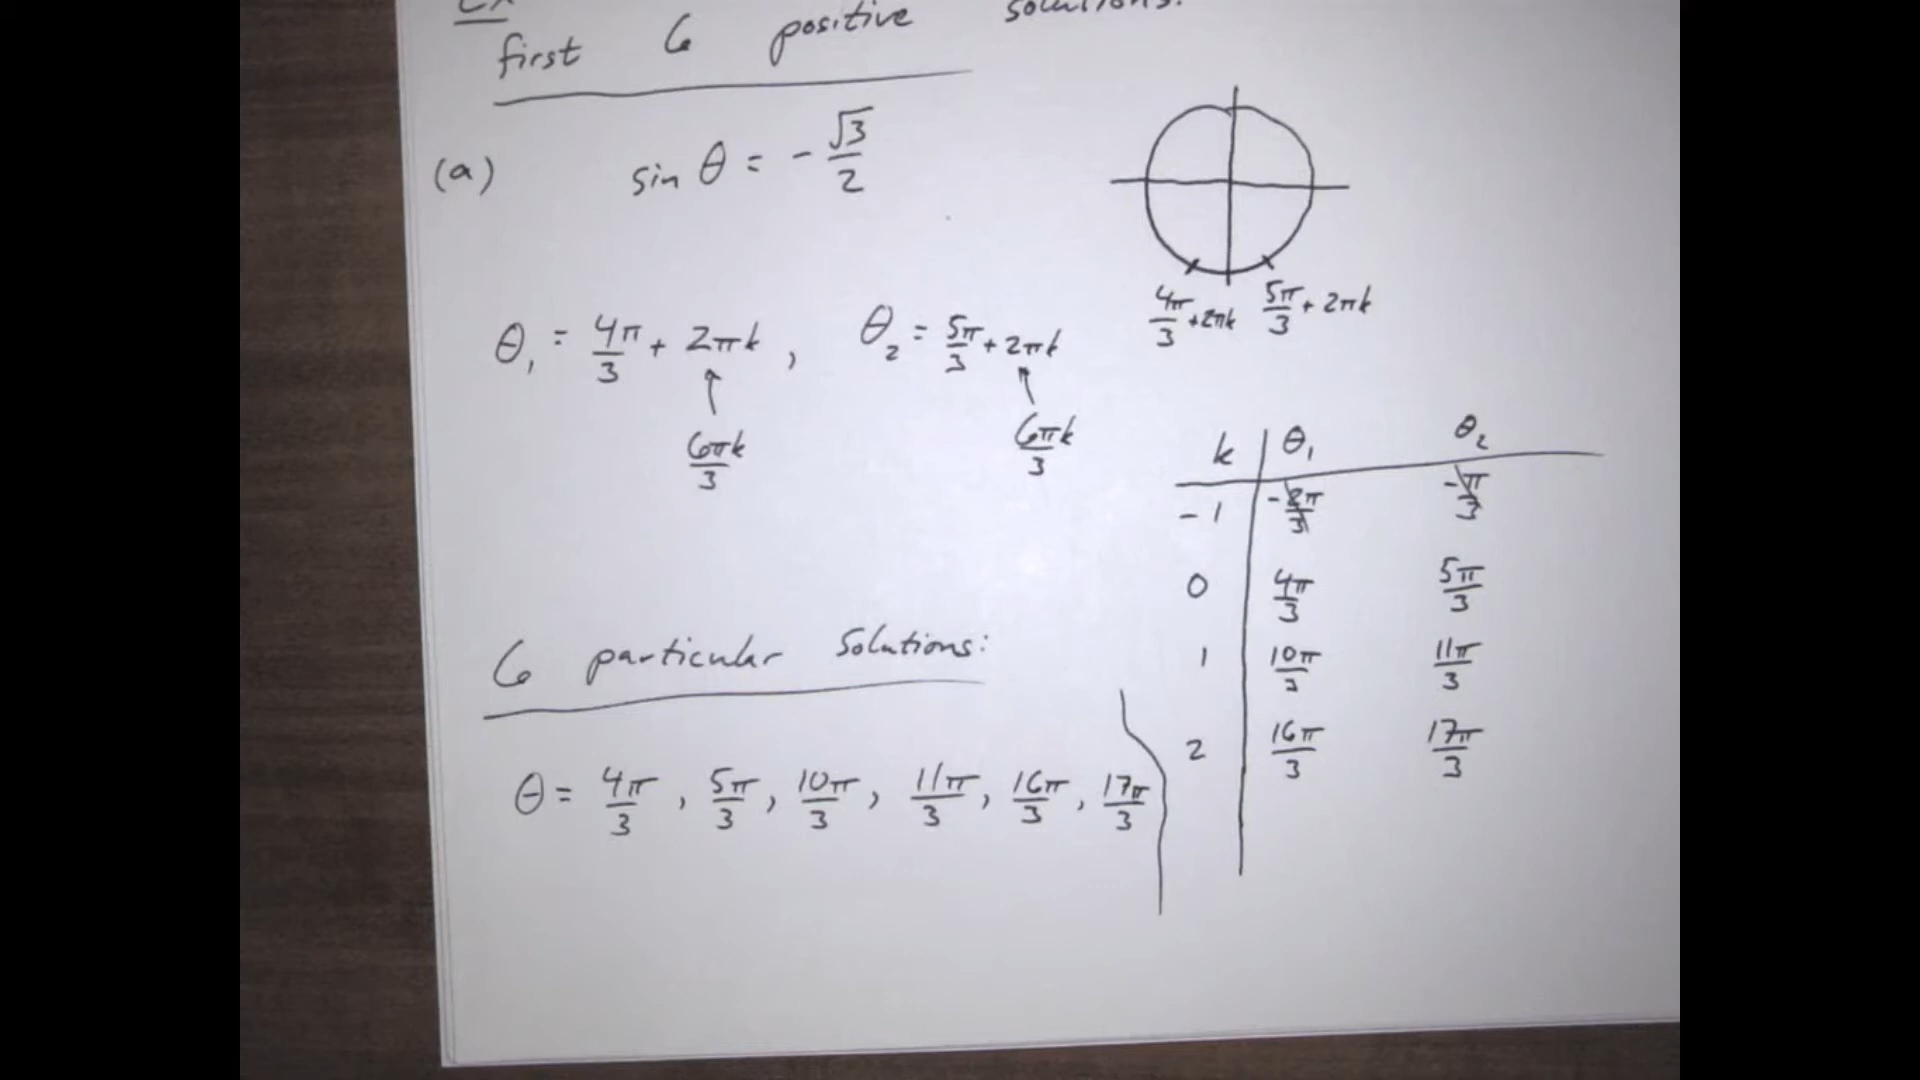 Ex
first 6 positive solutions.
(a) sin θ = - √3/2
4π/3 + 2πk 5π/3 + 2πk
θ₁ = 4π/3 + 2πk , θ₂ = 5π/3 + 2πk
6πk/3 6πk/3
k θ₁ θ₂
-1 -2π/3 -π/3
0 4π/3 5π/3
1 10π/3 11π/3
2 16π/3 17π/3
6 particular solutions:
θ = 4π/3 , 5π/3 , 10π/3 , 11π/3 , 16π/3 , 17π/3